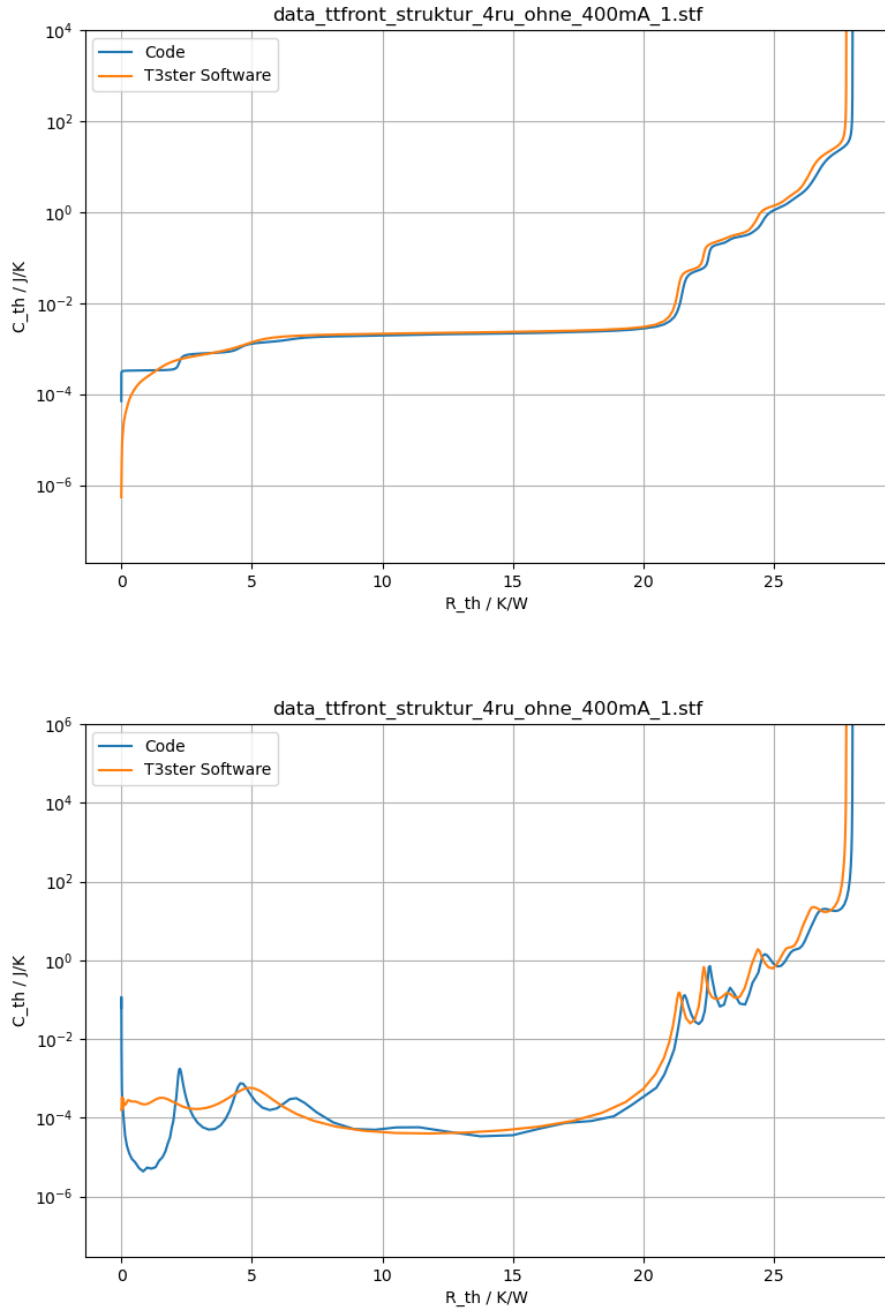 data_ttfront_struktur_4ru_ohne_400mA_1.stf
Code
T3ster Software
10^4
10^2
10^0
10^-2
10^-4
10^-6
C_th / J/K
0 5 10 15 20 25
R_th / K/W
data_ttfront_struktur_4ru_ohne_400mA_1.stf
Code
T3ster Software
10^6
10^4
10^2
10^0
10^-2
10^-4
10^-6
C_th / J/K
0 5 10 15 20 25
R_th / K/W